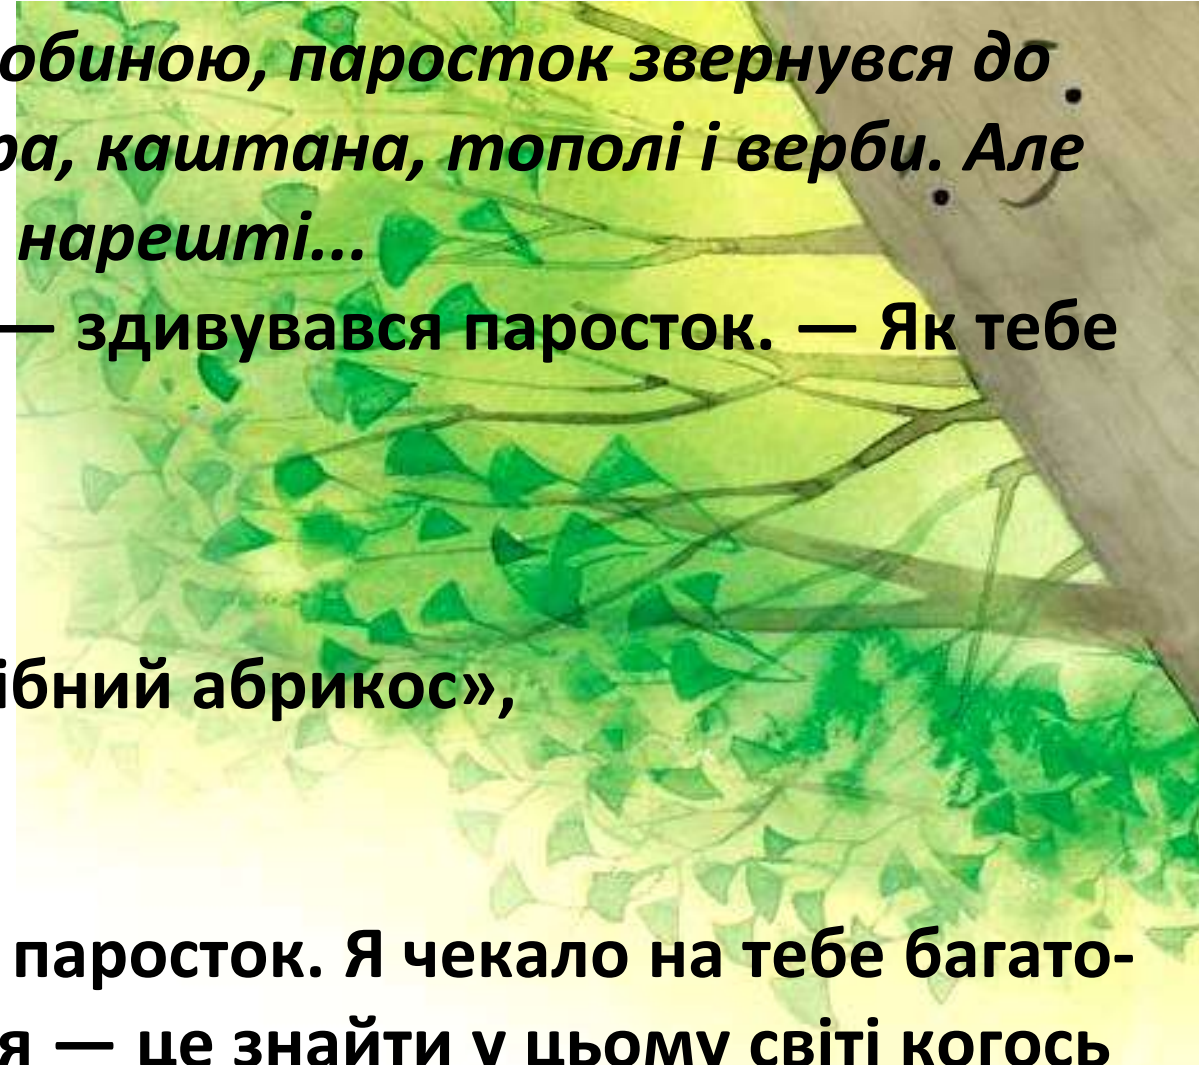 обиною, паросток звернувся до
ра, каштана, тополі і верби. Але
нарешті...
— здивувався паросток. — Як тебе
ібний абрикос»,
паросток. Я чекало на тебе багато-
я — це знайти у цьому світі когось